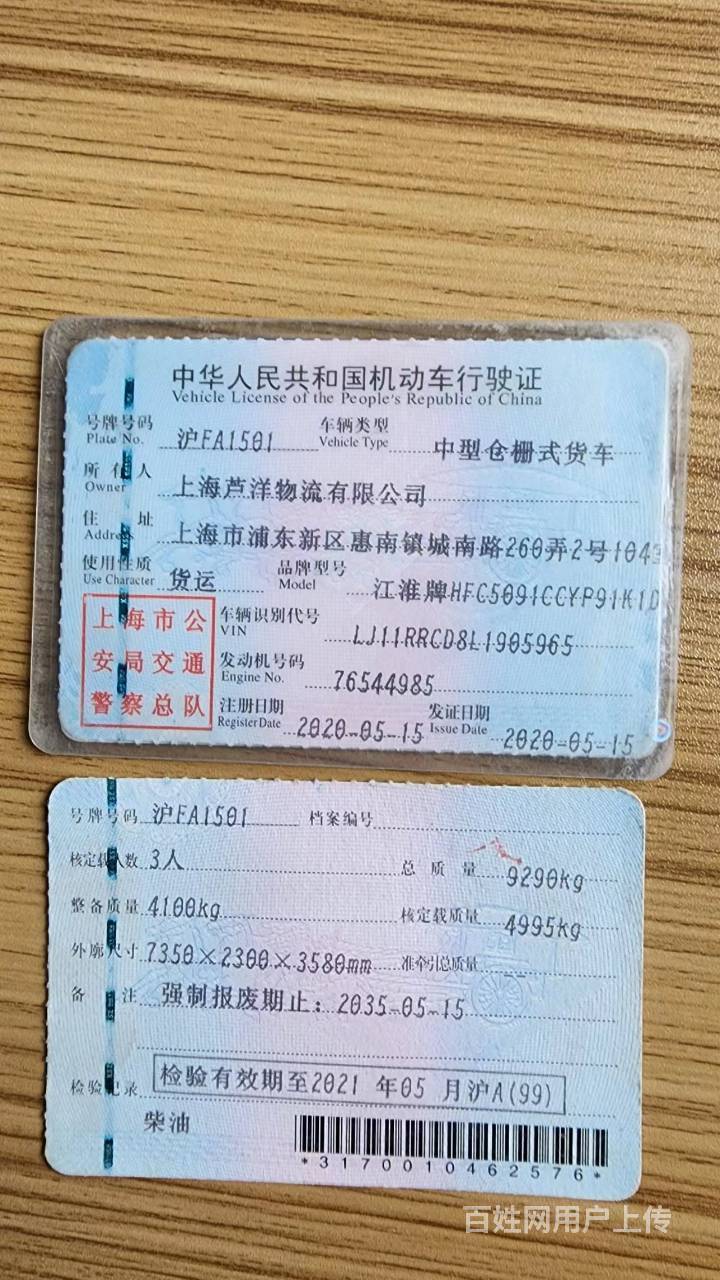 中华人民共和国机动车行驶证
Vehicle License of the People's Republic of China
号牌号码 Plate No. 沪FA1501 车辆类型 Vehicle Type 中型仓栅式货车
所有人 Owner 上海芦洋物流有限公司
住址 Address 上海市浦东新区惠南镇城南路260弄2号104室
使用性质 Use Character 货运 品牌型号 Model 江淮牌HFC5091CCYP91K1D
上海市公
安局交通
警察总队
车辆识别代号 VIN LJ11RRCD8L1905965
发动机号码 Engine No. 76544985
注册日期 Register Date 2020-05-15 发证日期 Issue Date 2020-05-15
号牌号码 沪FA1501 档案编号
核定载人数 3人 总质量 9290kg
整备质量 4100kg 核定载质量 4995kg
外廓尺寸 7350×2300×3580mm 准牵引总质量
备注 强制报废期止：2035-05-15
检验记录 检验有效期至2021 年05 月沪A(99)
柴油
*3170010462576*
百姓网用户上传